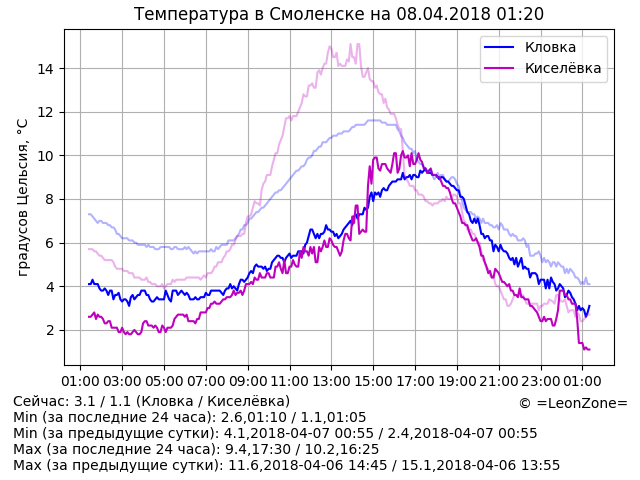 Температура в Смоленске на 08.04.2018 01:20
градусов Цельсия, °C
14
12
10
8
6
4
2
Кловка
Киселёвка
01:00 03:00 05:00 07:00 09:00 11:00 13:00 15:00 17:00 19:00 21:00 23:00 01:00
Сейчас: 3.1 / 1.1 (Кловка / Киселёвка)
© =LeonZone=
Min (за последние 24 часа): 2.6,01:10 / 1.1,01:05
Min (за предыдущие сутки): 4.1,2018-04-07 00:55 / 2.4,2018-04-07 00:55
Max (за последние 24 часа): 9.4,17:30 / 10.2,16:25
Max (за предыдущие сутки): 11.6,2018-04-06 14:45 / 15.1,2018-04-06 13:55